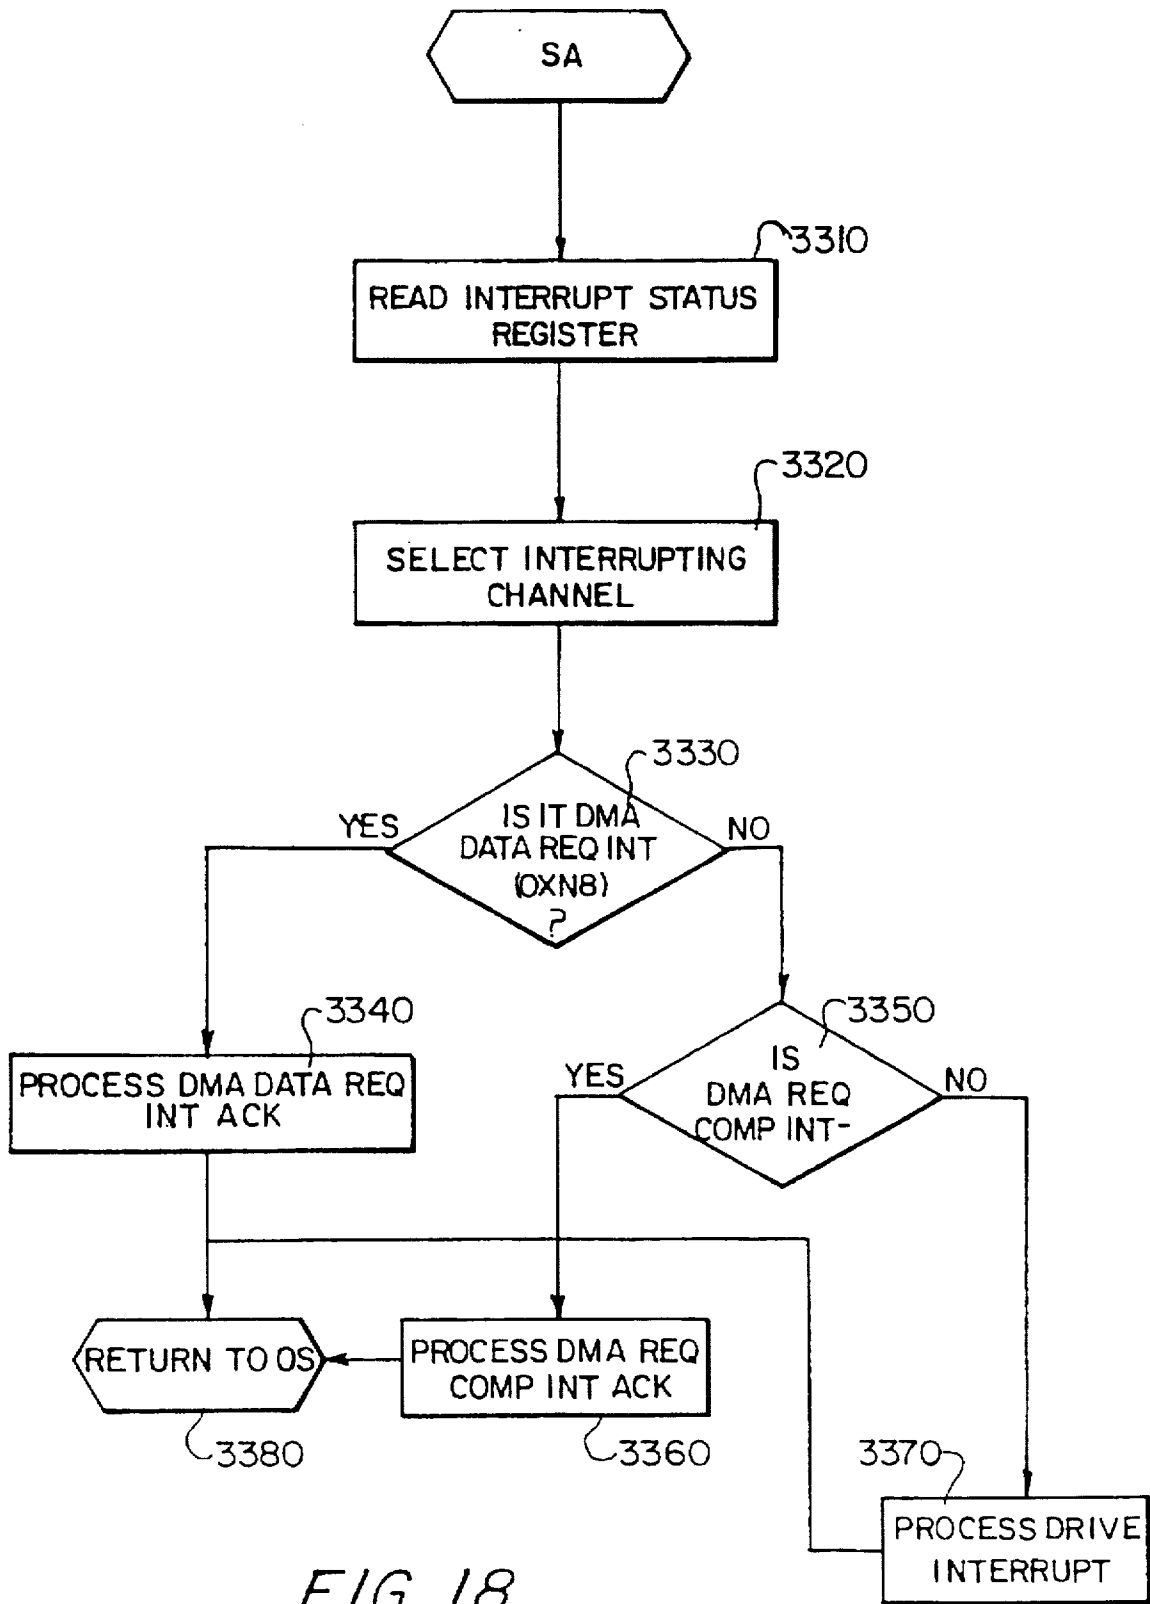 SA
3310
READ INTERRUPT STATUS
REGISTER
3320
SELECT INTERRUPTING
CHANNEL
3330
YES
IS IT DMA
DATA REQ INT
(0XN8)
?
NO
3340
PROCESS DMA DATA REQ
INT ACK
3350
YES
IS
DMA REQ
COMP INT-
NO
RETURN TO OS
3380
PROCESS DMA REQ
COMP INT ACK
3360
3370
PROCESS DRIVE
INTERRUPT
FIG. 18